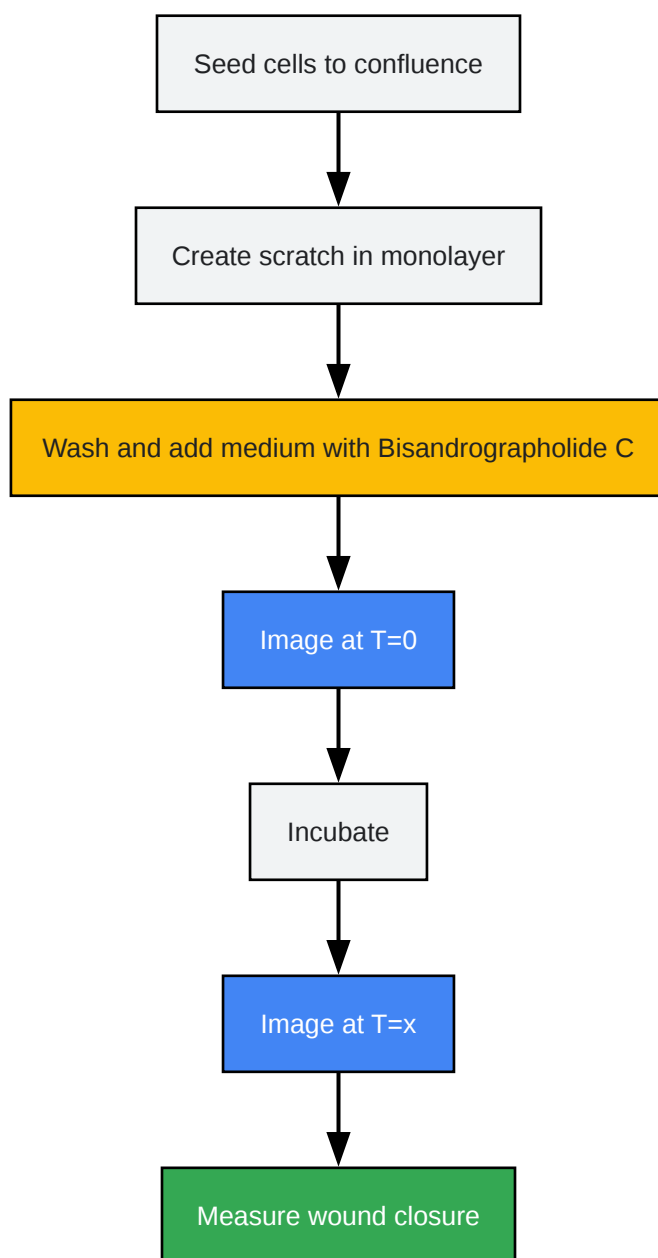 Seed cells to confluence
Create scratch in monolayer
Wash and add medium with Bisandrographolide C
Image at T=0
Incubate
Image at T=x
Measure wound closure